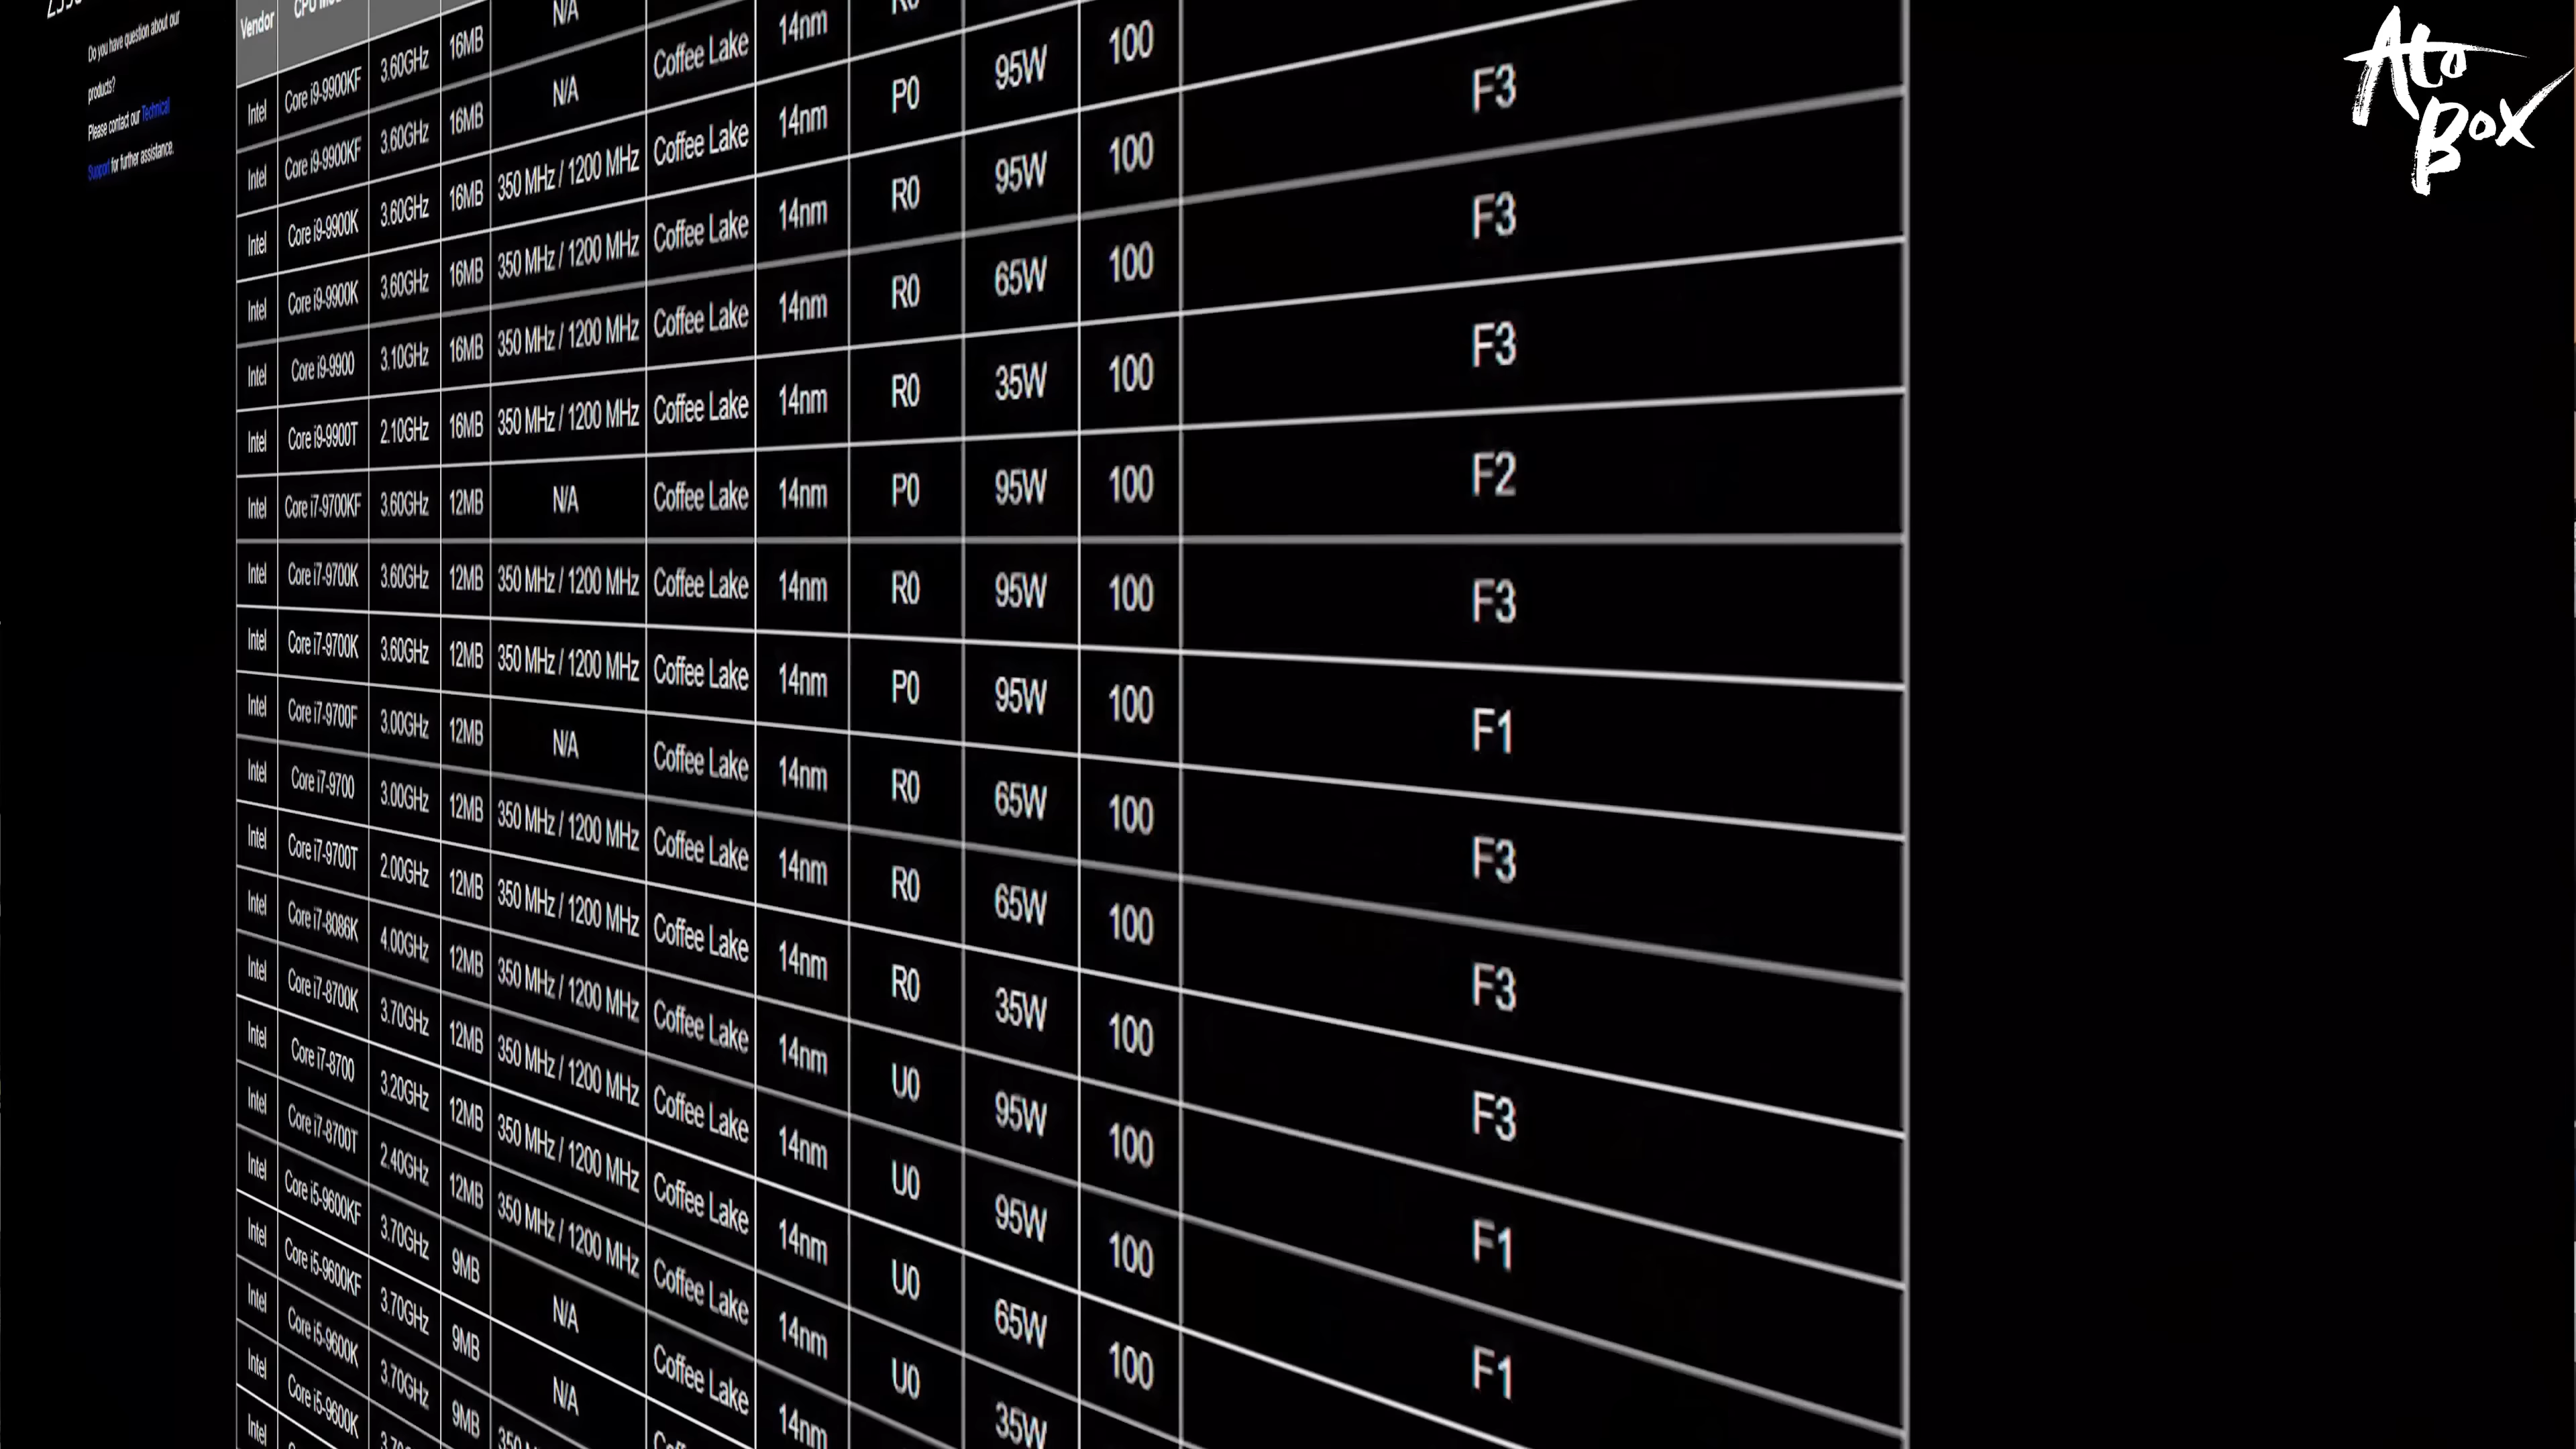 Do you have question about our
products?
Please contact our Technical
Support for further assistance.
Ato
Box
Vendor CPU
Intel Core i9-9900KF 3.60GHz 16MB N/A
Intel Core i9-9900KF 3.60GHz 16MB N/A Coffee Lake 14nm R0
Intel Core i9-9900K 3.60GHz 16MB 350 MHz / 1200 MHz Coffee Lake 14nm P0 95W 100
Intel Core i9-9900K 3.60GHz 16MB 350 MHz / 1200 MHz Coffee Lake 14nm R0 95W 100 F3
Intel Core i9-9900 3.10GHz 16MB 350 MHz / 1200 MHz Coffee Lake 14nm R0 65W 100 F3
Intel Core i9-9900T 2.10GHz 16MB 350 MHz / 1200 MHz Coffee Lake 14nm R0 35W 100 F3
Intel Core i7-9700KF 3.60GHz 12MB N/A Coffee Lake 14nm P0 95W 100 F2
Intel Core i7-9700K 3.60GHz 12MB 350 MHz / 1200 MHz Coffee Lake 14nm R0 95W 100 F3
Intel Core i7-9700K 3.60GHz 12MB 350 MHz / 1200 MHz Coffee Lake 14nm P0 95W 100 F1
Intel Core i7-9700F 3.00GHz 12MB N/A Coffee Lake 14nm R0 65W 100 F3
Intel Core i7-9700 3.00GHz 12MB 350 MHz / 1200 MHz Coffee Lake 14nm R0 65W 100 F3
Intel Core i7-9700T 2.00GHz 12MB 350 MHz / 1200 MHz Coffee Lake 14nm R0 35W 100 F3
Intel Core i7-8086K 4.00GHz 12MB 350 MHz / 1200 MHz Coffee Lake 14nm U0 95W 100 F1
Intel Core i7-8700K 3.70GHz 12MB 350 MHz / 1200 MHz Coffee Lake 14nm U0 95W 100 F1
Intel Core i7-8700 3.20GHz 12MB 350 MHz / 1200 MHz Coffee Lake 14nm U0 65W 100
Intel Core i7-8700T 2.40GHz 12MB 350 MHz / 1200 MHz Coffee Lake 14nm U0 35W
Intel Core i5-9600KF 3.70GHz 9MB N/A Coffee Lake 14nm
Intel Core i5-9600KF 3.70GHz 9MB N/A
Intel Core i5-9600K 3.70GHz 9MB
Intel Core i5-9600K
Intel